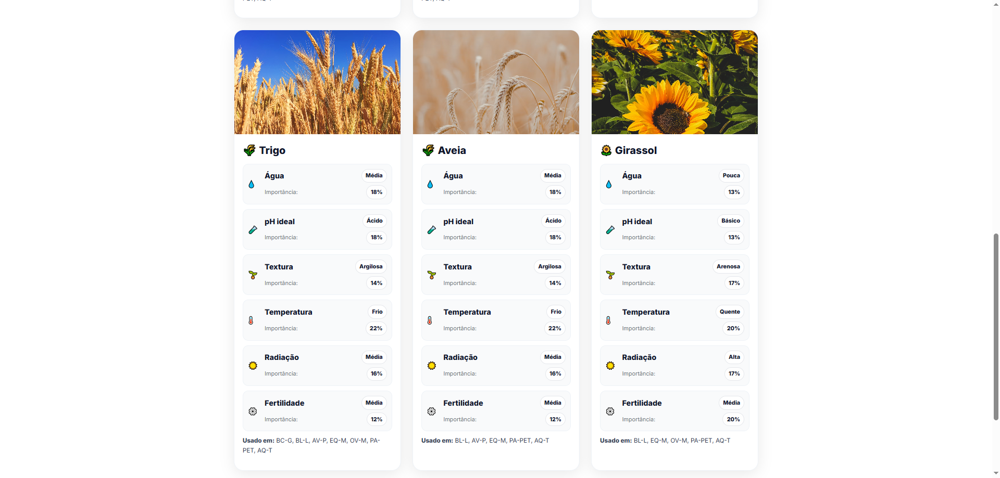 Trigo
Água Média
Importância: 18%
pH ideal Ácido
Importância: 18%
Textura Argilosa
Importância: 14%
Temperatura Frio
Importância: 22%
Radiação Média
Importância: 16%
Fertilidade Média
Importância: 12%
Usado em: BC-G, BL-L, AV-P, EQ-M, OV-M, PA-
PET, AQ-T
Aveia
Água Média
Importância: 18%
pH ideal Ácido
Importância: 18%
Textura Argilosa
Importância: 14%
Temperatura Frio
Importância: 22%
Radiação Média
Importância: 16%
Fertilidade Média
Importância: 12%
Usado em: BL-L, AV-P, EQ-M, PA-PET, AQ-T
Girassol
Água Pouca
Importância: 13%
pH ideal Básico
Importância: 13%
Textura Arenosa
Importância: 17%
Temperatura Quente
Importância: 20%
Radiação Alta
Importância: 17%
Fertilidade Média
Importância: 20%
Usado em: BL-L, EQ-M, OV-M, PA-PET, AQ-T